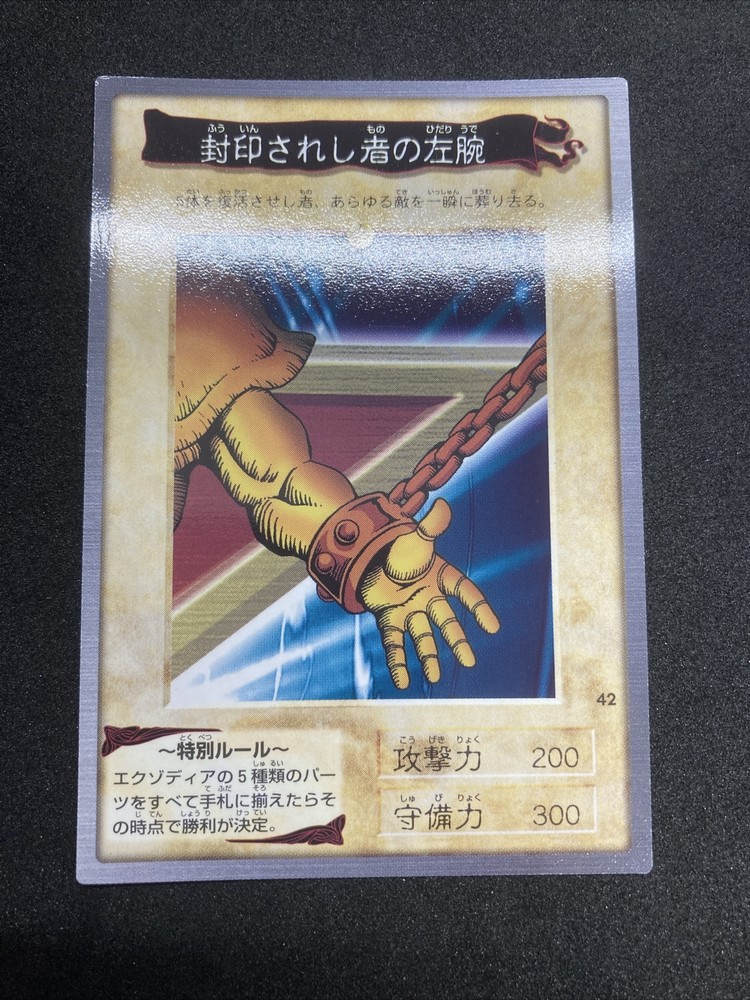 封印されし者の左腕
5体を復活させし者、あらゆる敵を一瞬に葬り去る。
42
〜特別ルール〜
エクゾディアの5種類のパー
ツをすべて手札に揃えたらそ
の時点で勝利が決定。
攻撃力 200
守備力 300